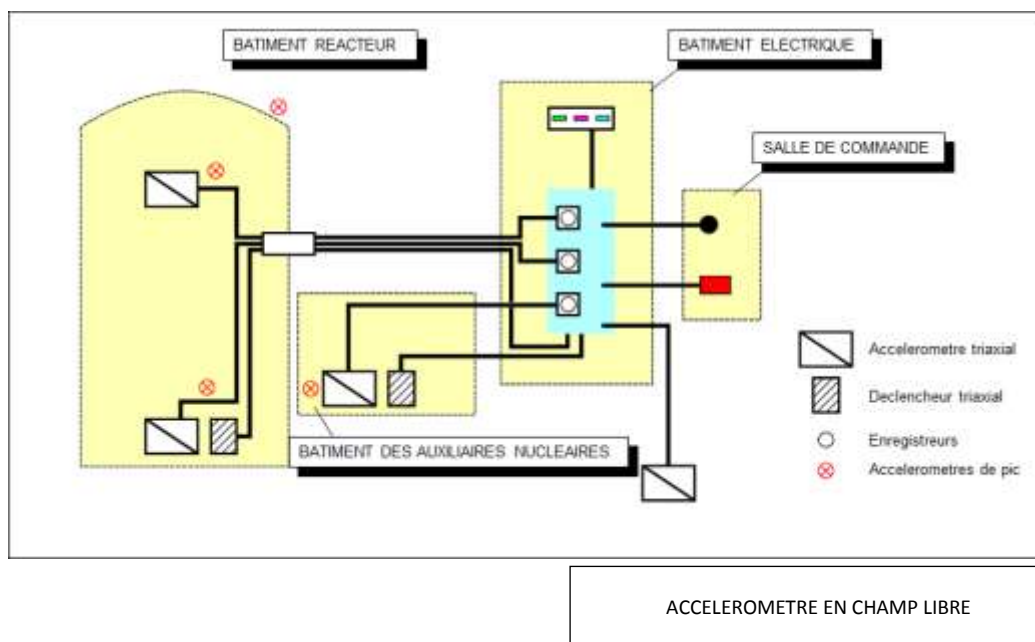 BATIMENT REACTEUR
BATIMENT ELECTRIQUE
SALLE DE COMMANDE
Accelerometre triaxial
Declencheur triaxial
BATIMENT DES AUXILIAIRES NUCLEAIRES
Enregistreurs
Accelerometres de pic
ACCELEROMETRE EN CHAMP LIBRE